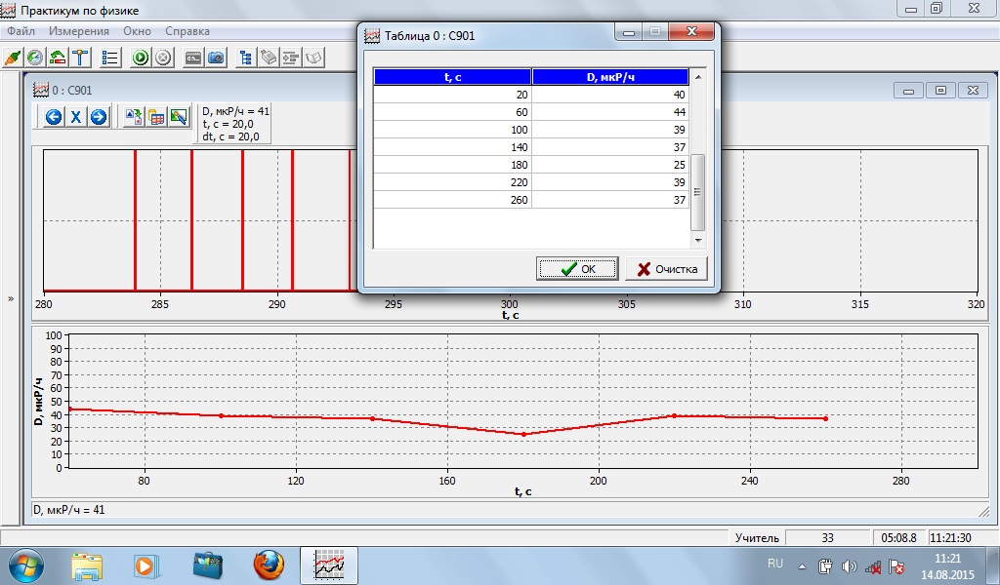 Практикум по физике
Файл Измерения Окно Справка
0 : C901
X
D, мкР/ч = 41
t, c = 20,0
dt, c = 20,0
Таблица 0 : C901
t, c D, мкР/ч
20 40
60 44
100 39
140 37
180 25
220 39
260 37
OK Очистка
»
280 285 290 295 300 305 310 315 320
t, c
D, мкР/ч
100
90
80
70
60
50
40
30
20
10
0
80 120 160 200 240 280
t, c
D, мкР/ч = 41
Учитель 33 05:08.8 11:21:30
RU
11:21
14.08.2015